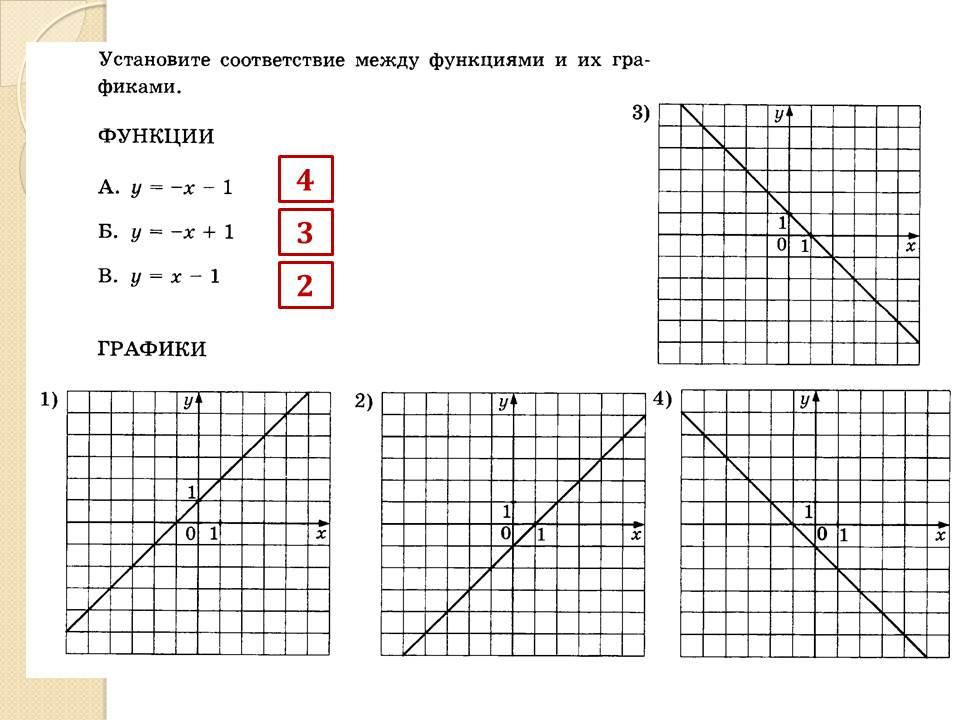 Установите соответствие между функциями и их гра-
фиками.
ФУНКЦИИ
А. y = −x − 1
4
Б. y = −x + 1
3
В. y = x − 1
2
ГРАФИКИ
3)
y
1
0 1 x
1)
y
1
0 1 x
2)
y
1
0 1 x
4)
y
1
0 1 x